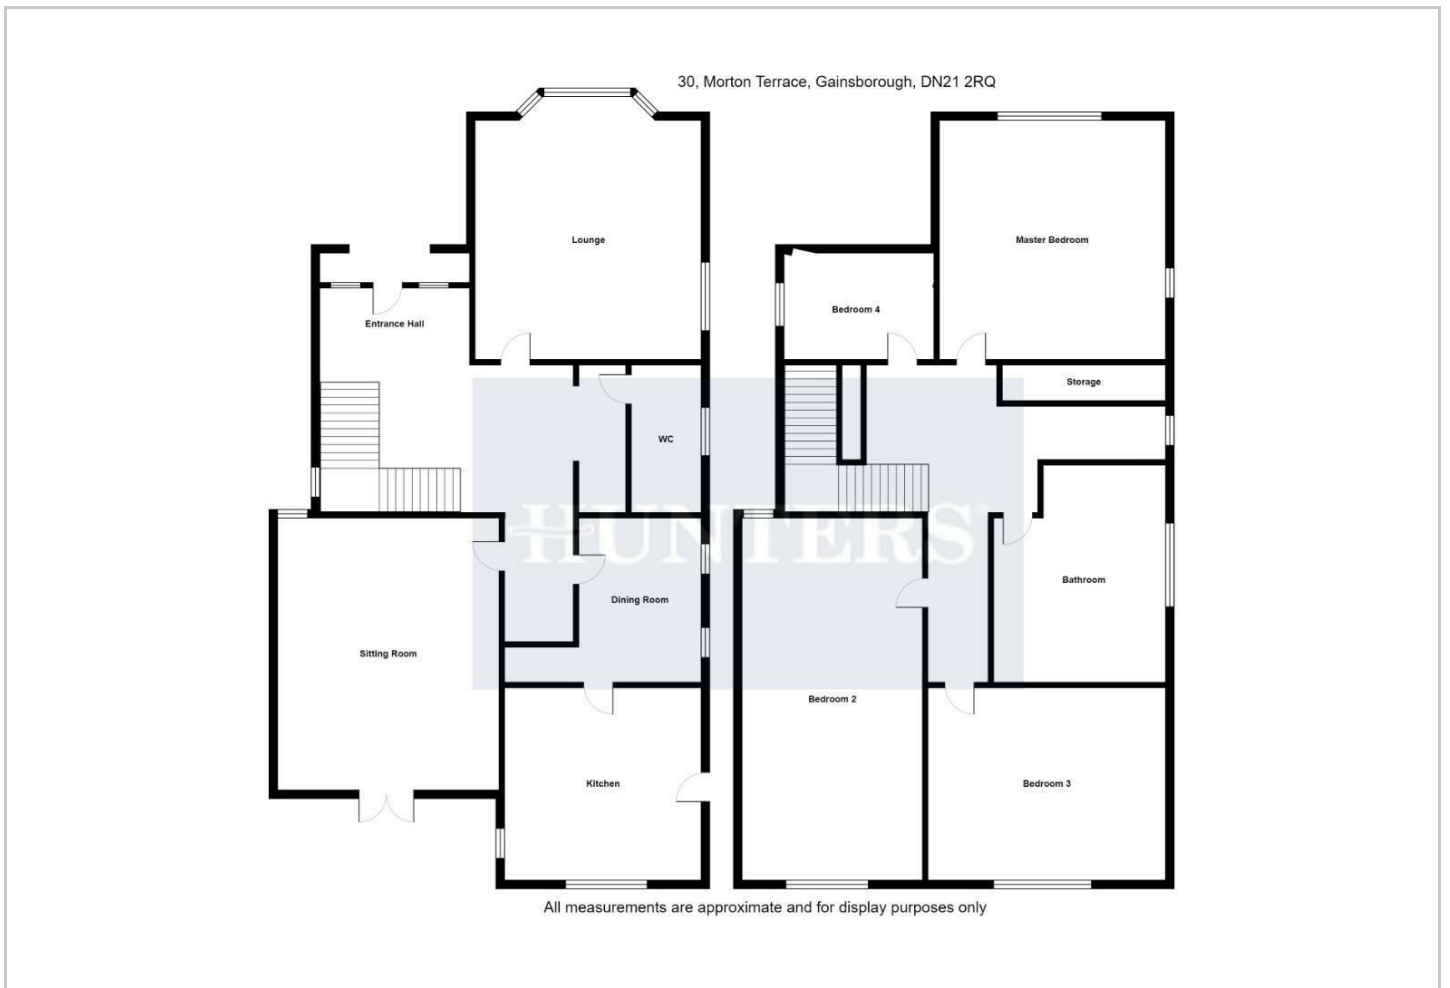 30, Morton Terrace, Gainsborough, DN21 2RQ
Lounge
Entrance Hall
WC
Dining Room
Sitting Room
Kitchen
Master Bedroom
Bedroom 4
Storage
Bathroom
Bedroom 2
Bedroom 3
HUNTERS
All measurements are approximate and for display purposes only